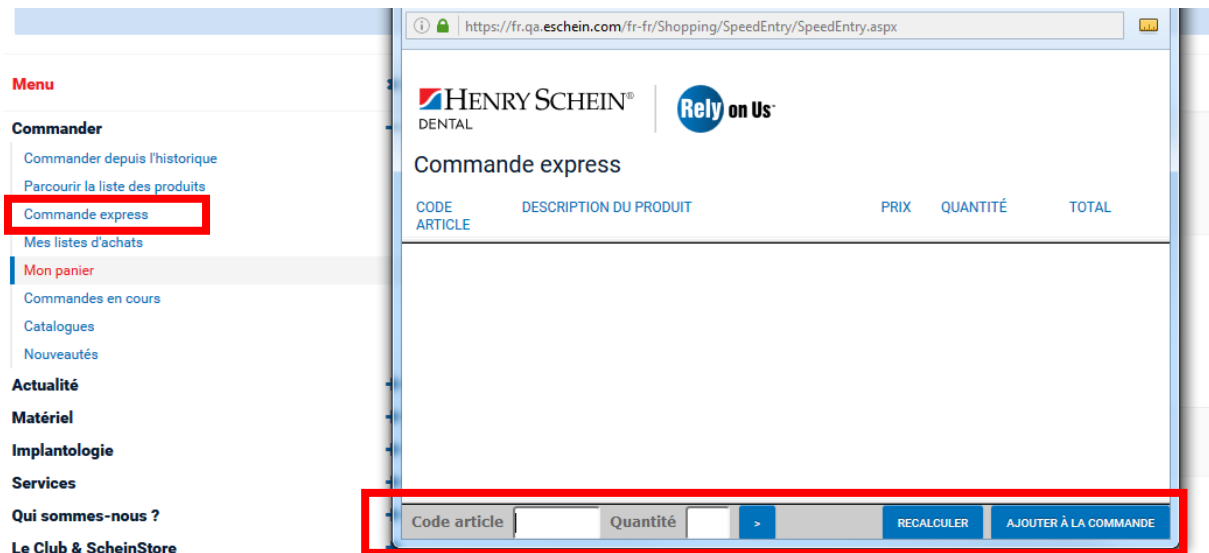 Menu
Commander
Commander depuis l'historique
Parcourir la liste des produits
Commande express
Mes listes d'achats
Mon panier
Commandes en cours
Catalogues
Nouveautés
Actualité
Matériel
Implantologie
Services
Qui sommes-nous ?
Le Club & ScheinStore
https://fr.qa.eschein.com/fr-fr/Shopping/SpeedEntry/SpeedEntry.aspx
HENRY SCHEIN®
DENTAL
Rely on Us™
Commande express
CODE ARTICLE DESCRIPTION DU PRODUIT PRIX QUANTITÉ TOTAL
Code article Quantité > RECALCULER AJOUTER À LA COMMANDE